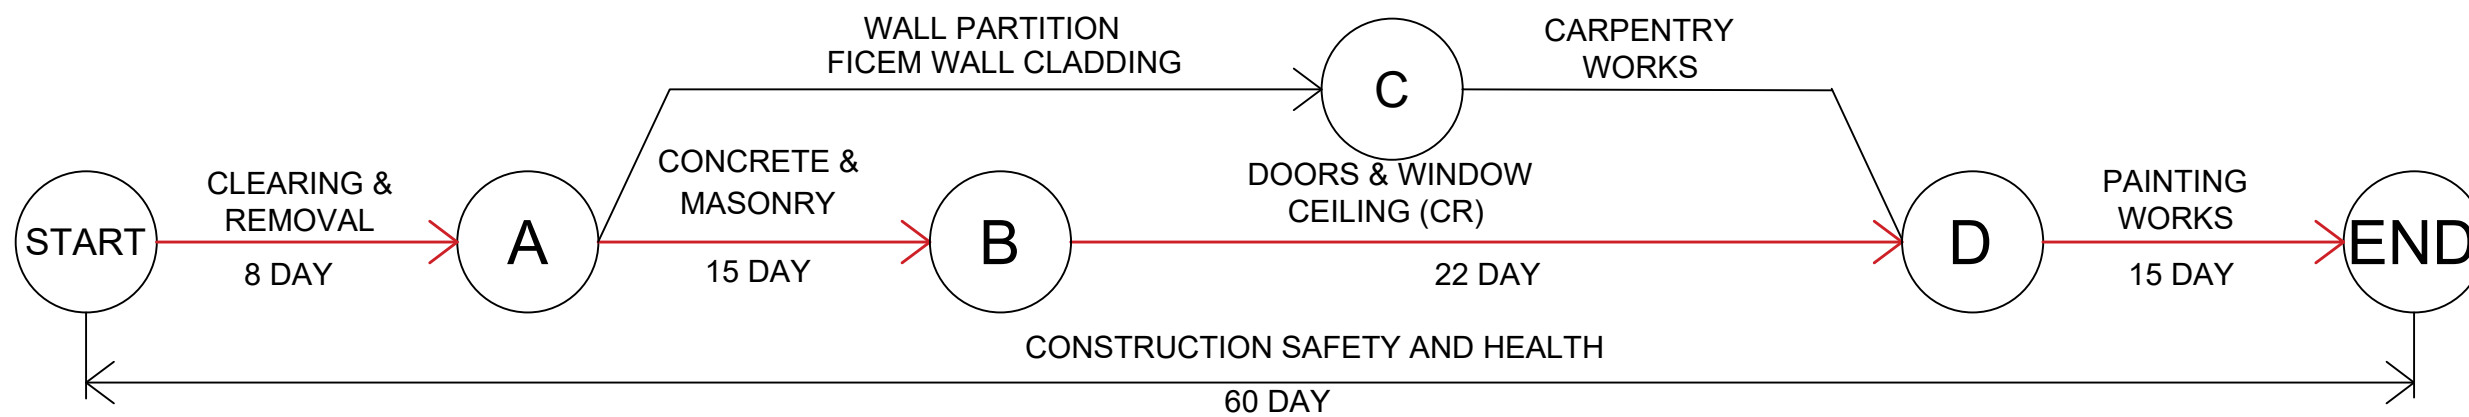 WALL PARTITION
FICEM WALL CLADDING
C
CARPENTRY
WORKS
START
CLEARING &
REMOVAL
8 DAY
A
CONCRETE &
MASONRY
15 DAY
B
DOORS & WINDOW
CEILING (CR)
22 DAY
D
PAINTING
WORKS
15 DAY
END
CONSTRUCTION SAFETY AND HEALTH
60 DAY